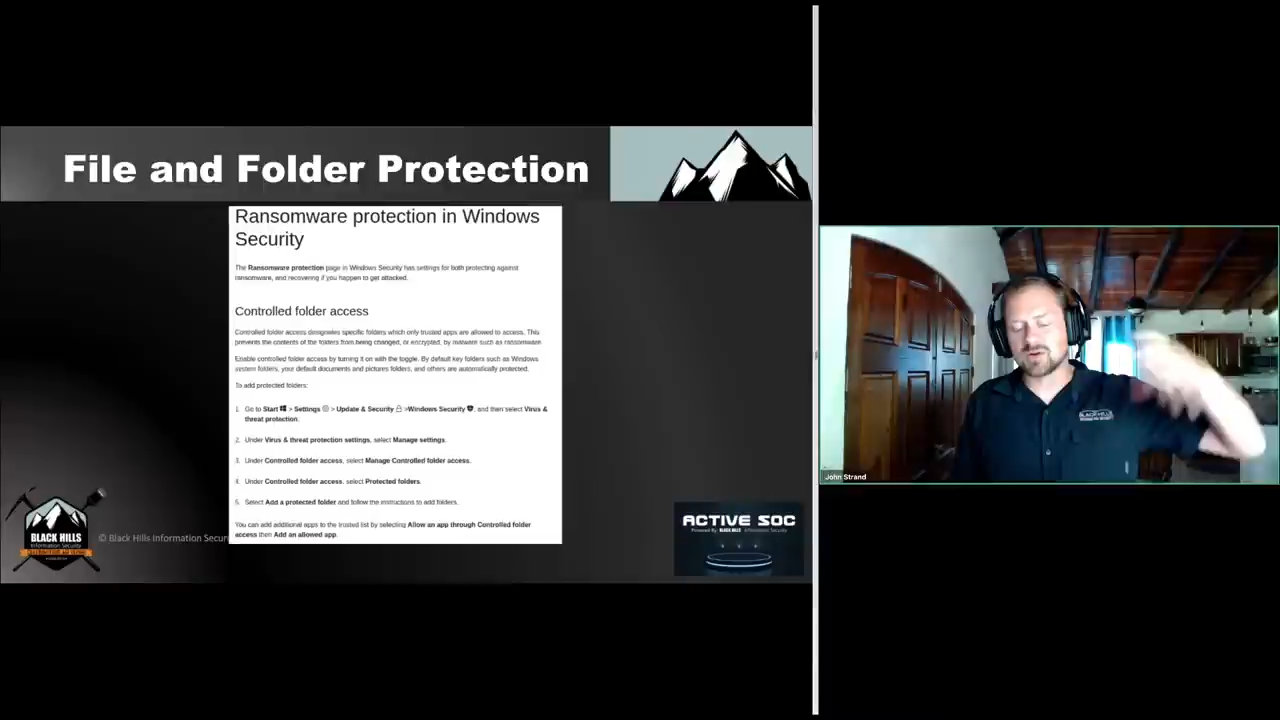 File and Folder Protection
Ransomware protection in Windows
Security
The Ransomware protection page in Windows Security has settings for both protecting against
ransomware, and recovering if you happen to get attacked.
Controlled folder access
Controlled folder access designates specific folders which only trusted apps are allowed to access. This
prevents the contents of the folders from being changed, or encrypted, by malware such as ransomware.
Enable controlled folder access by turning it on with the toggle. By default key folders such as Windows
system folders, your default documents and pictures folders, and others are automatically protected.
To add protected folders:
1. Go to Start > Settings > Update & Security >Windows Security , and then select Virus &
threat protection.
2. Under Virus & threat protection settings, select Manage settings.
3. Under Controlled folder access, select Manage Controlled folder access.
4. Under Controlled folder access, select Protected folders.
5. Select Add a protected folder and follow the instructions to add folders.
You can add additional apps to the trusted list by selecting Allow an app through Controlled folder
access then Add an allowed app.
BLACK HILLS
Information Security
© Black Hills Information Secur
ACTIVE SOC
Powered By BLACK HILLS Information Security
BLACK HILLS
John Strand